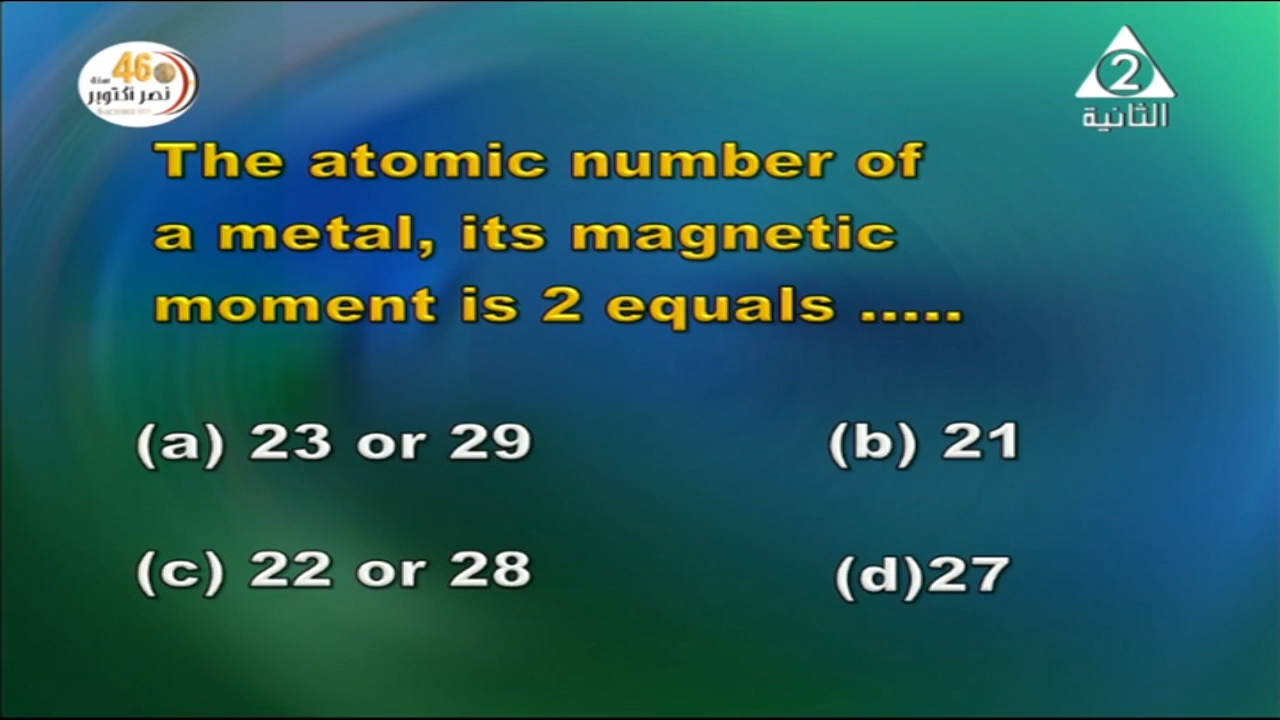 46
سنة
نصر أكتوبر
2
الثانية
The atomic number of
a metal, its magnetic
moment is 2 equals .....
(a) 23 or 29
(b) 21
(c) 22 or 28
(d)27